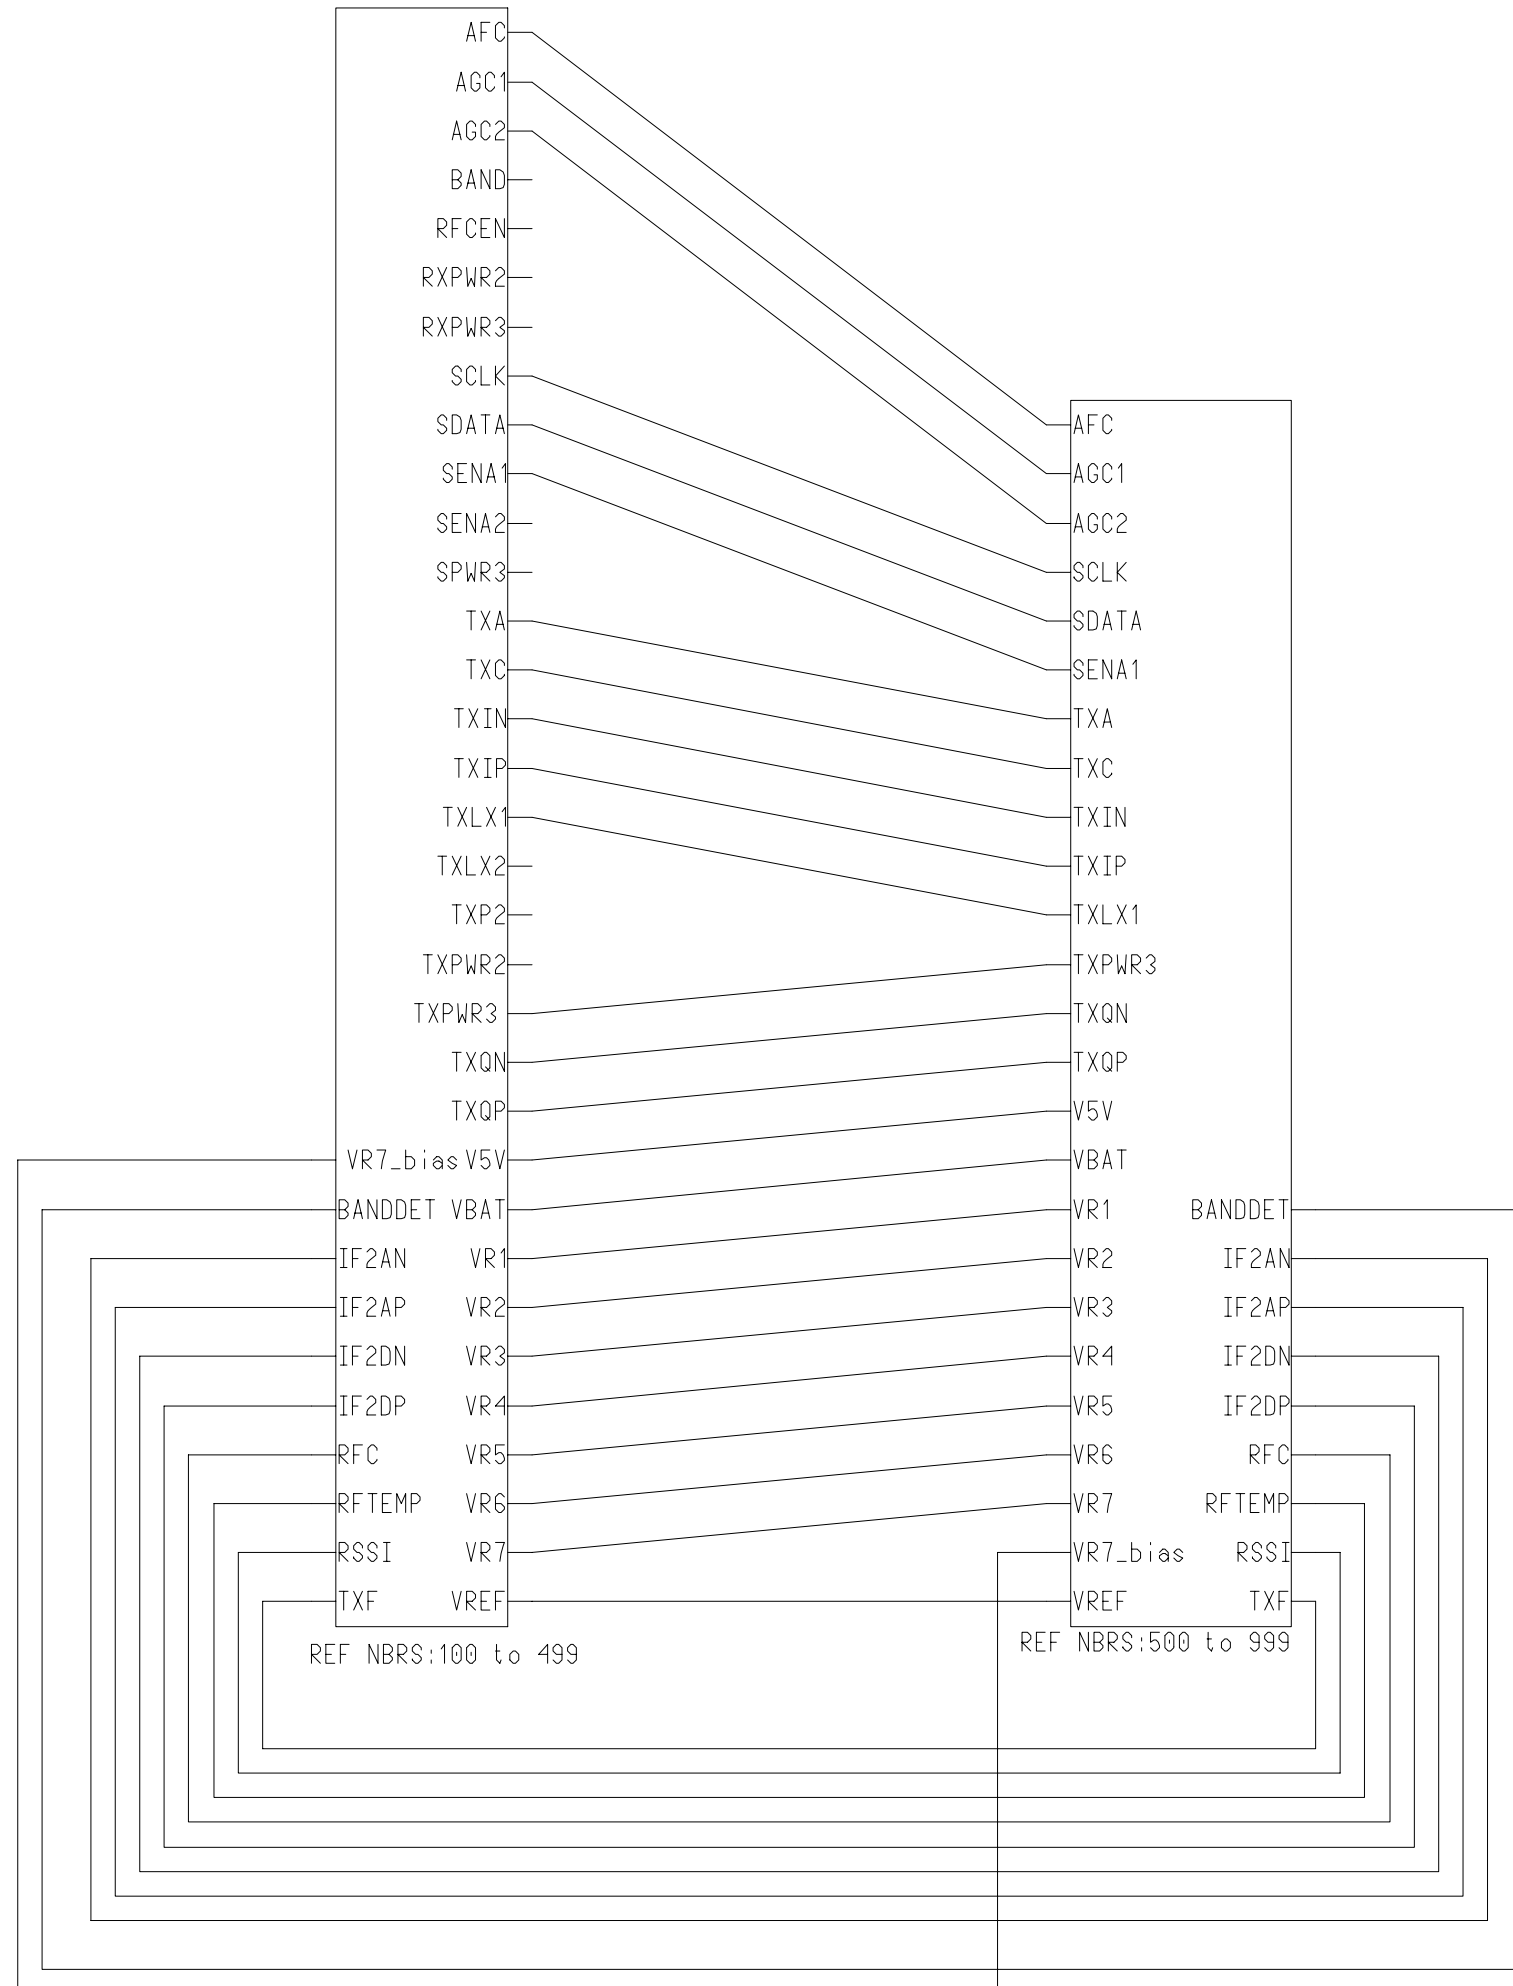 AFC
AGC1
AGC2
BAND
RFCEN
RXPWR2
RXPWR3
SCLK
SDATA
SENA1
SENA2
SPWR3
TXA
TXC
TXIN
TXIP
TXLX1
TXLX2
TXP2
TXPWR2
TXPWR3
TXQN
TXQP
VR7_bias V5V
BANDDET VBAT
IF2AN VR1
IF2AP VR2
IF2DN VR3
IF2DP VR4
RFC VR5
RFTEMP VR6
RSSI VR7
TXF VREF
REF NBRS:100 to 499
AFC
AGC1
AGC2
SCLK
SDATA
SENA1
TXA
TXC
TXIN
TXIP
TXLX1
TXPWR3
TXQN
TXQP
V5V
VBAT
VR1 BANDDET
VR2 IF2AN
VR3 IF2AP
VR4 IF2DN
VR5 IF2DP
VR6 RFC
VR7 RFTEMP
VR7_bias RSSI
VREF TXF
REF NBRS:500 to 999